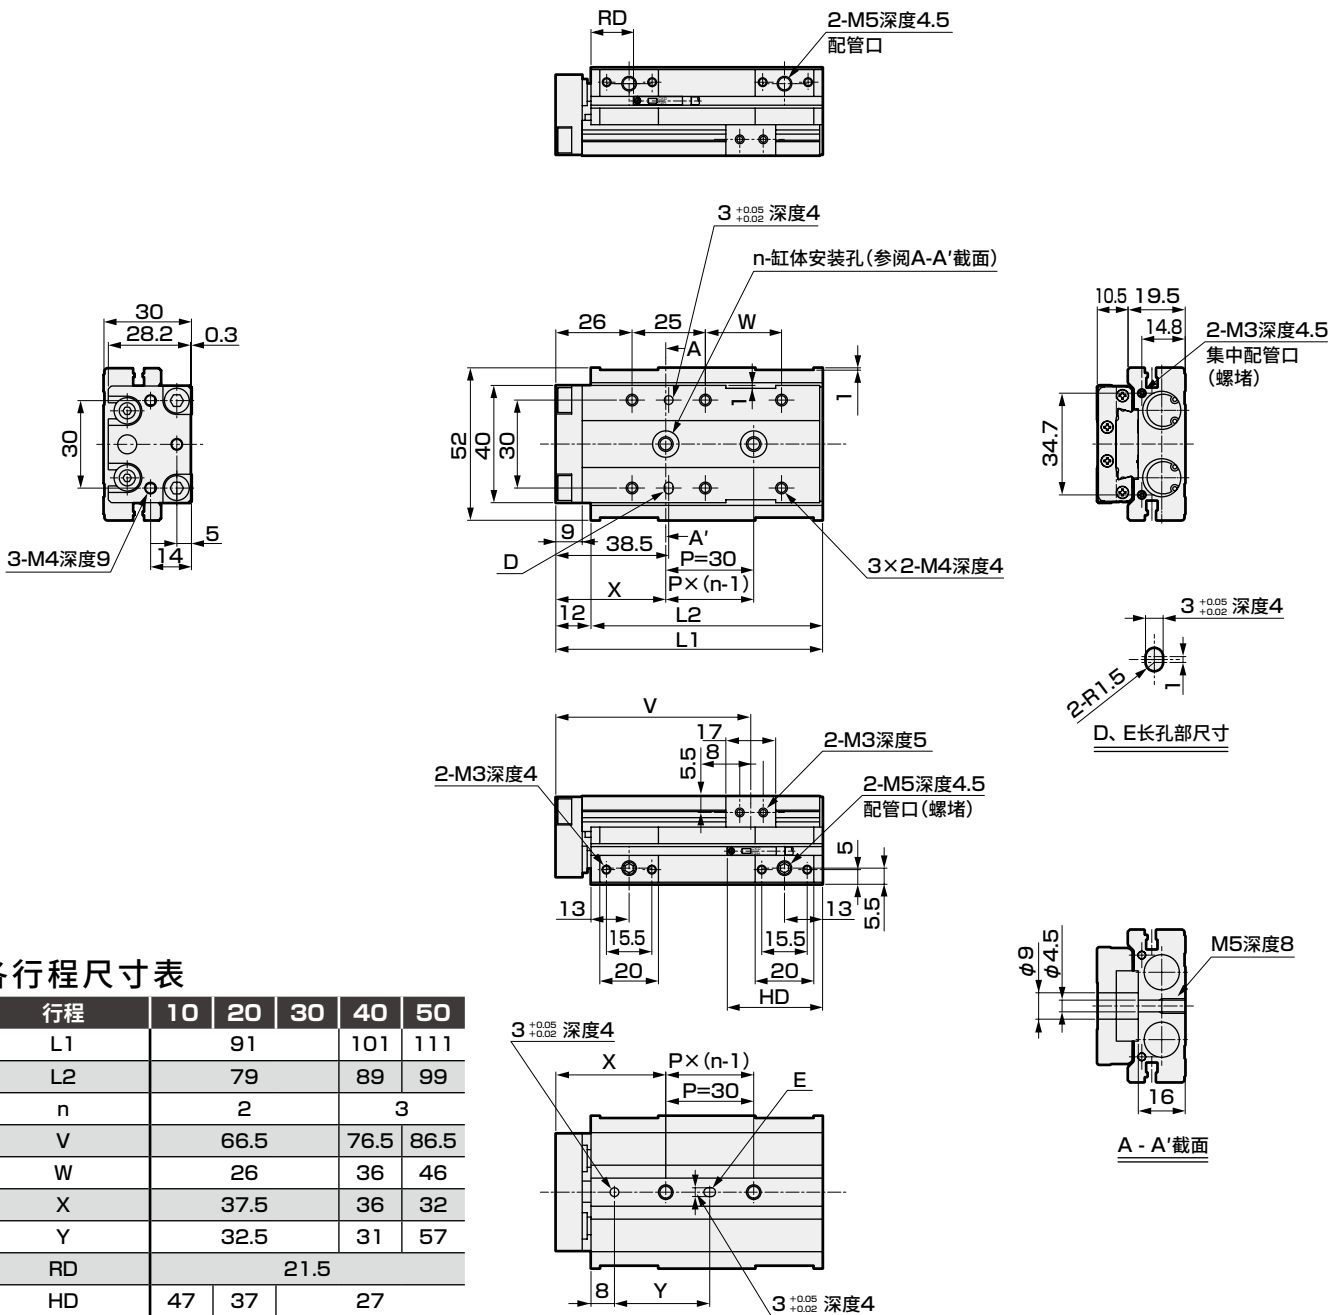 RD
2-M5深度4.5
配管口
3 +0.05 +0.02 深度4
n-缸体安装孔(参阅A-A'截面)
30
28.2
0.3
30
5
14
3-M4深度9
26
25
W
A
1
1
52
40
30
9
38.5
A'
P=30
D
X
P×(n-1)
3×2-M4深度4
12
L2
L1
10.5
19.5
14.8
2-M3深度4.5
集中配管口
(螺堵)
34.7
3 +0.05 +0.02 深度4
2-R1.5
1
D、E长孔部尺寸
V
17
8
5.5
2-M3深度5
2-M3深度4
2-M5深度4.5
配管口(螺堵)
5
5.5
13
13
15.5
15.5
20
20
HD
φ9
φ4.5
M5深度8
16
A - A'截面
3 +0.05 +0.02 深度4
X
P×(n-1)
P=30
E
8
Y
3 +0.05 +0.02 深度4
各行程尺寸表
行程 10 20 30 40 50
L1 91 101 111
L2 79 89 99
n 2 3
V 66.5 76.5 86.5
W 26 36 46
X 37.5 36 32
Y 32.5 31 57
RD 21.5
HD 47 37 27